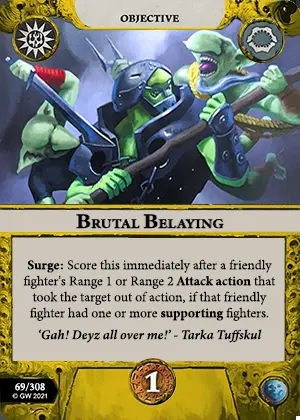 OBJECTIVE
BRUTAL BELAYING
Surge: Score this immediately after a friendly
fighter's Range 1 or Range 2 Attack action that
took the target out of action, if that friendly
fighter had one or more supporting fighters.
‘Gah! Deyz all over me!’ - Tarka Tuffskul
69/308
© GW 2021
1